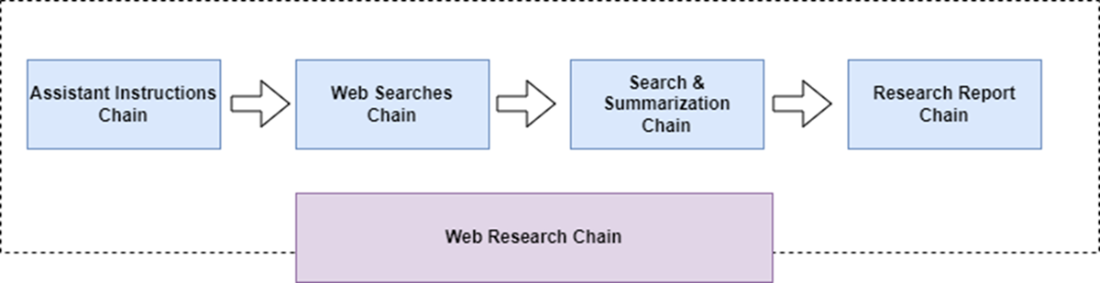 Assistant Instructions
Chain
Web Searches
Chain
Search &
Summarization
Chain
Research Report
Chain
Web Research Chain